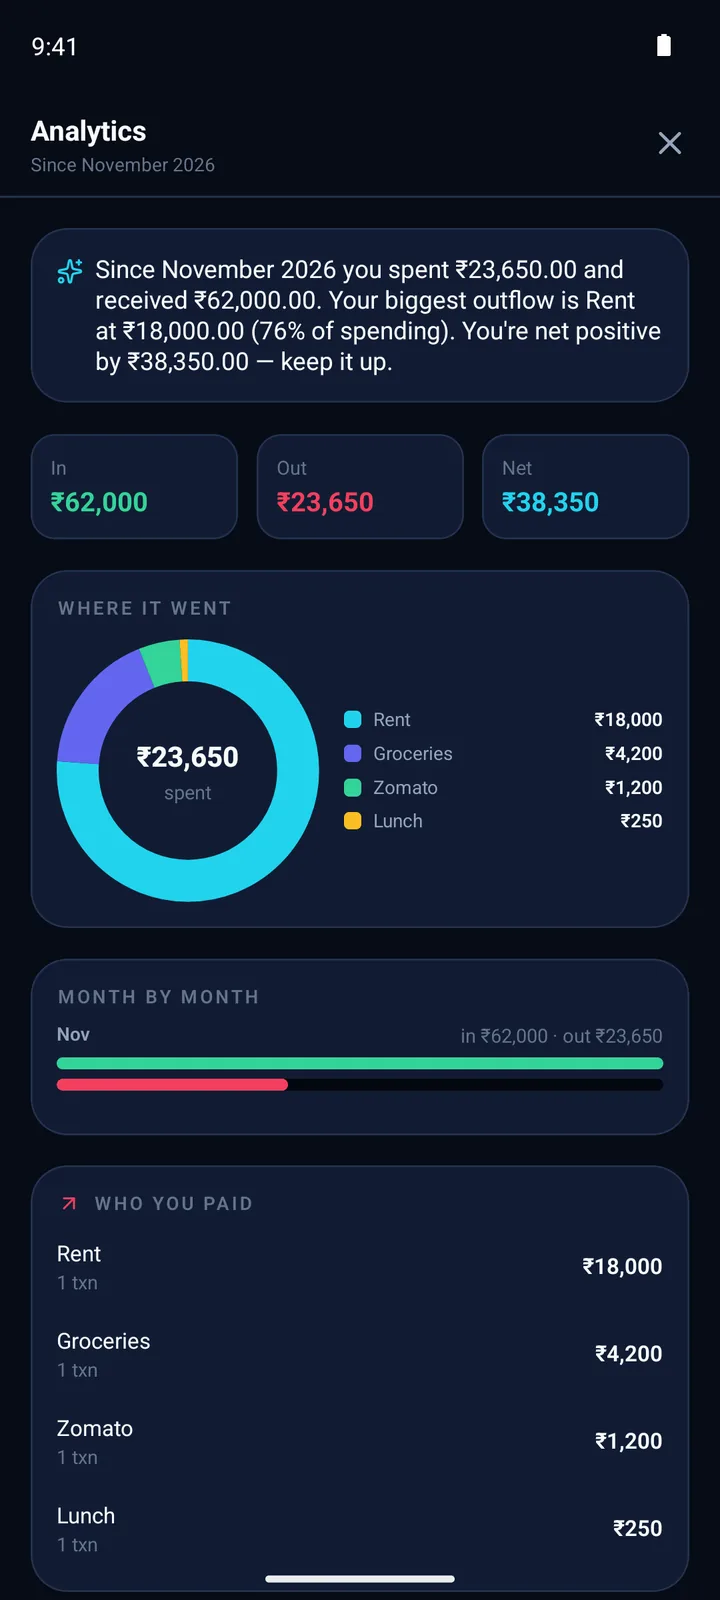 9:41
Analytics
Since November 2026
Since November 2026 you spent ₹23,650.00 and
received ₹62,000.00. Your biggest outflow is Rent
at ₹18,000.00 (76% of spending). You're net positive
by ₹38,350.00 — keep it up.
In
₹62,000
Out
₹23,650
Net
₹38,350
WHERE IT WENT
₹23,650
spent
Rent ₹18,000
Groceries ₹4,200
Zomato ₹1,200
Lunch ₹250
MONTH BY MONTH
Nov in ₹62,000 · out ₹23,650
WHO YOU PAID
Rent
1 txn
₹18,000
Groceries
1 txn
₹4,200
Zomato
1 txn
₹1,200
Lunch
1 txn
₹250